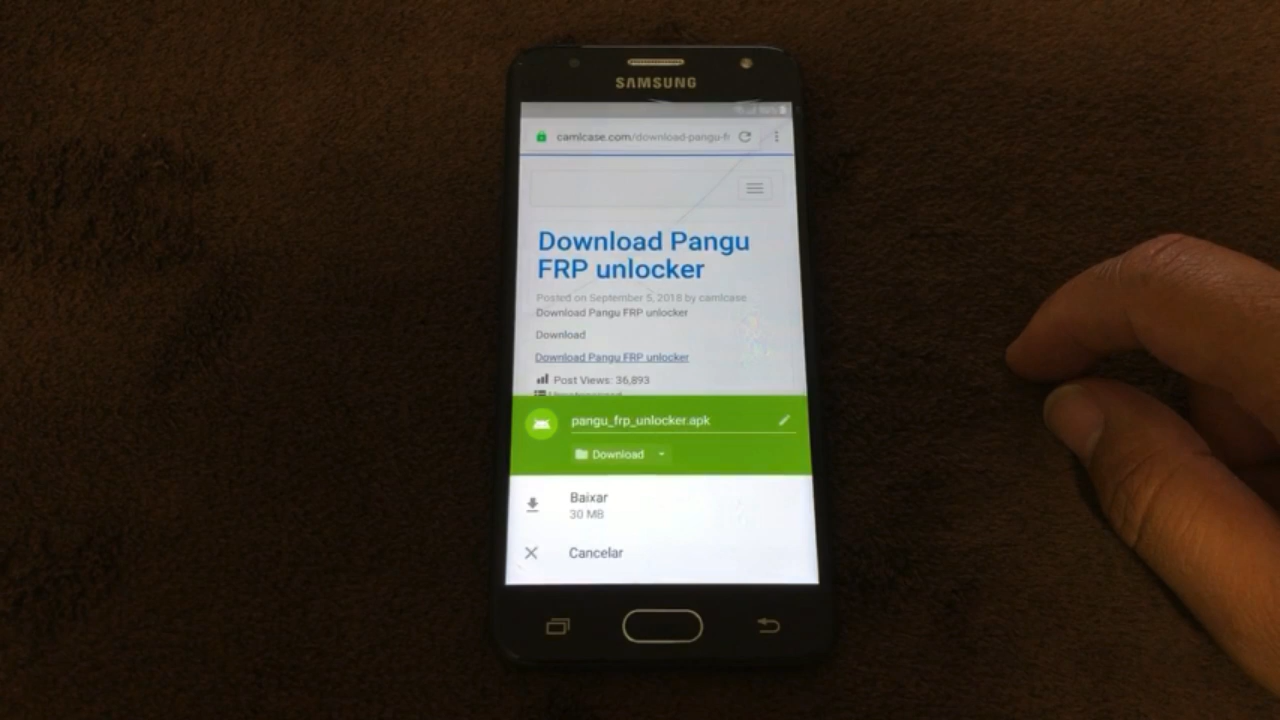 SAMSUNG
camlcase.com/download-pangu-fr
Download Pangu
FRP unlocker
Posted on September 5, 2018 by camlcase
Download Pangu FRP unlocker
Download
Download Pangu FRP unlocker
Post Views: 36,893
pangu_frp_unlocker.apk
Download
Baixar
30 MB
Cancelar